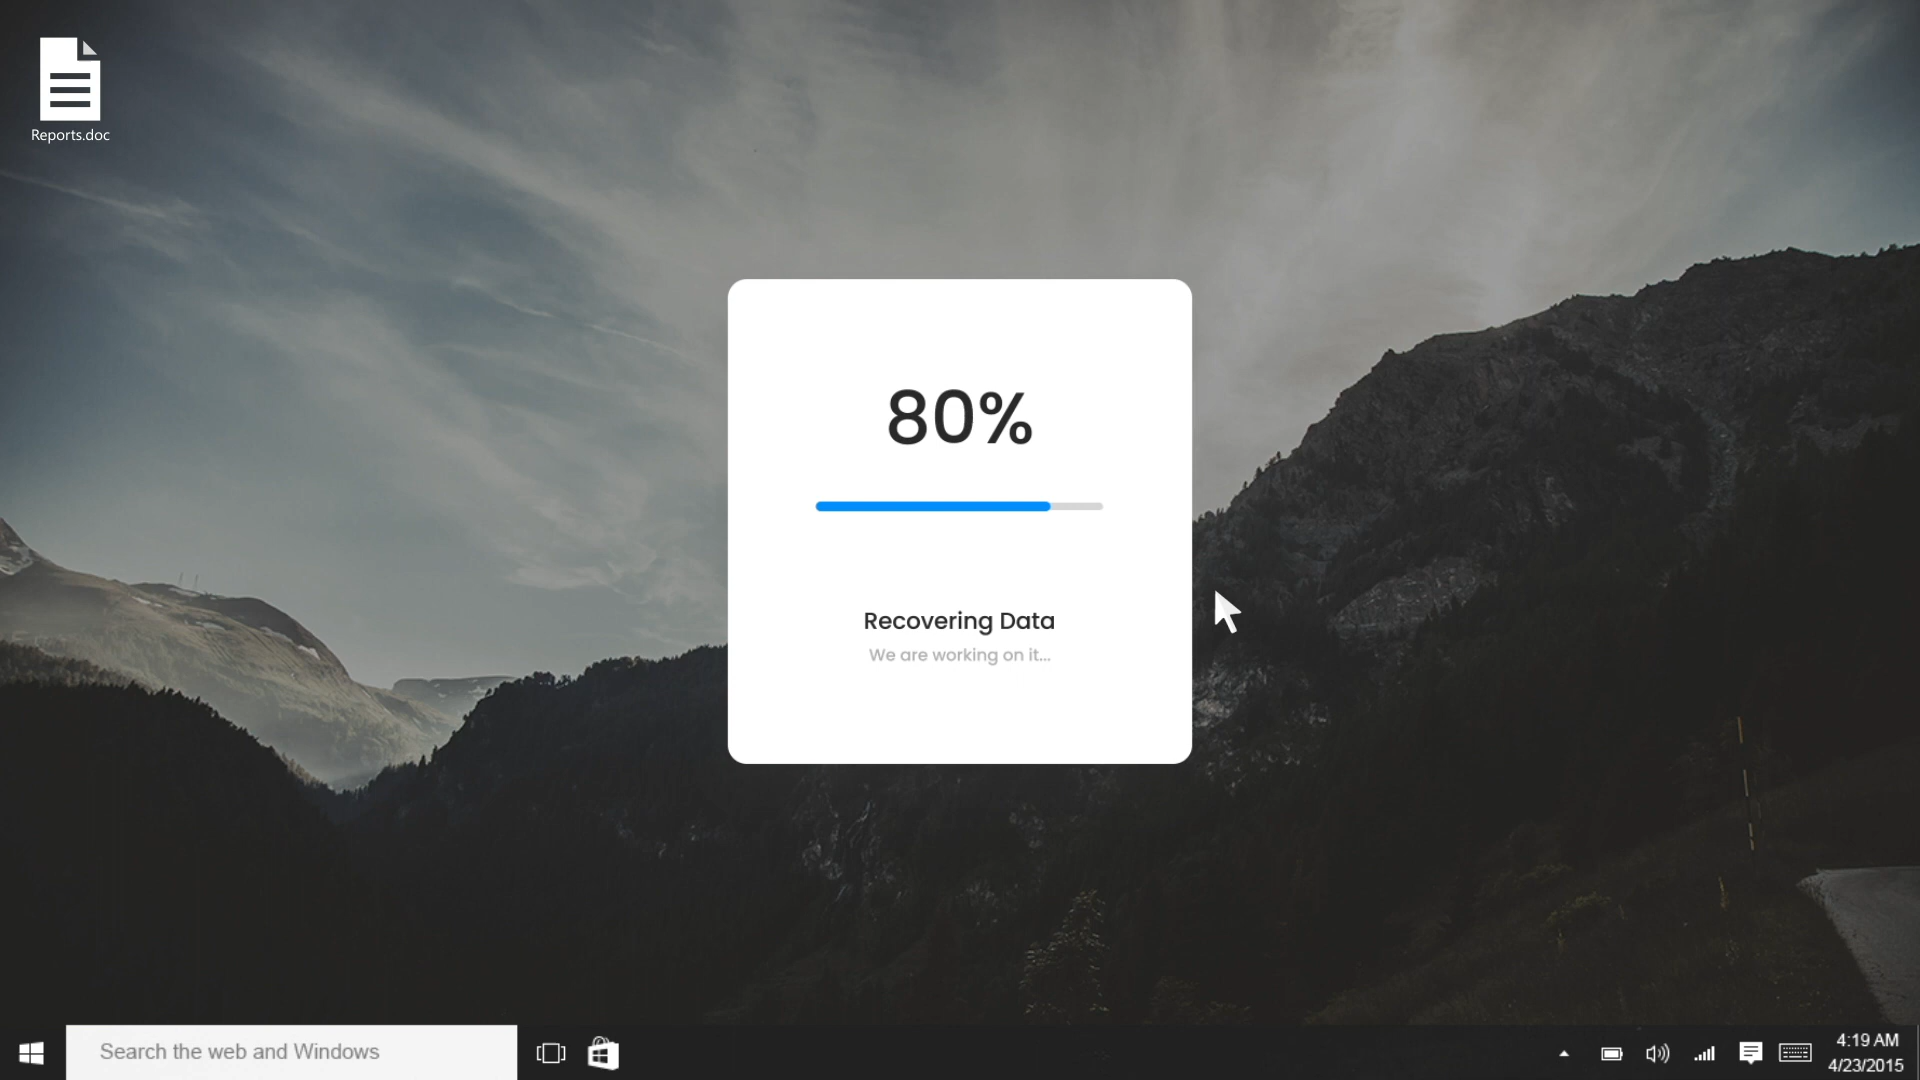 Reports.doc
80%
Recovering Data
We are working on it...
Search the web and Windows
4:19 AM
4/23/2015